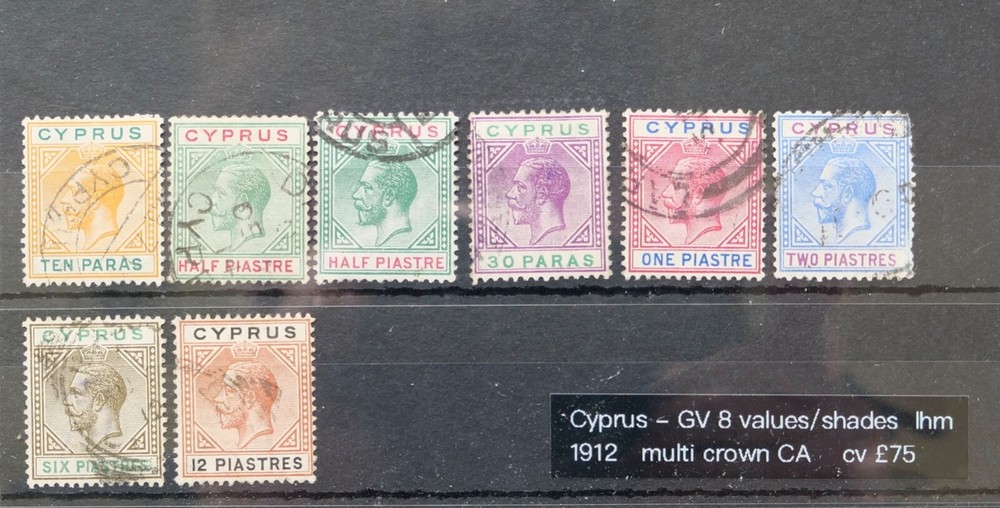 CYPRUS CYPRUS CYPRUS CYPRUS CYPRUS CYPRUS
TEN PARAS HALF PIASTRE HALF PIASTRE 30 PARAS ONE PIASTRE TWO PIASTRES
CYPRUS CYPRUS
SIX PIASTRES 12 PIASTRES
Cyprus – GV 8 values/shades lhm
1912 multi crown CA cv £75